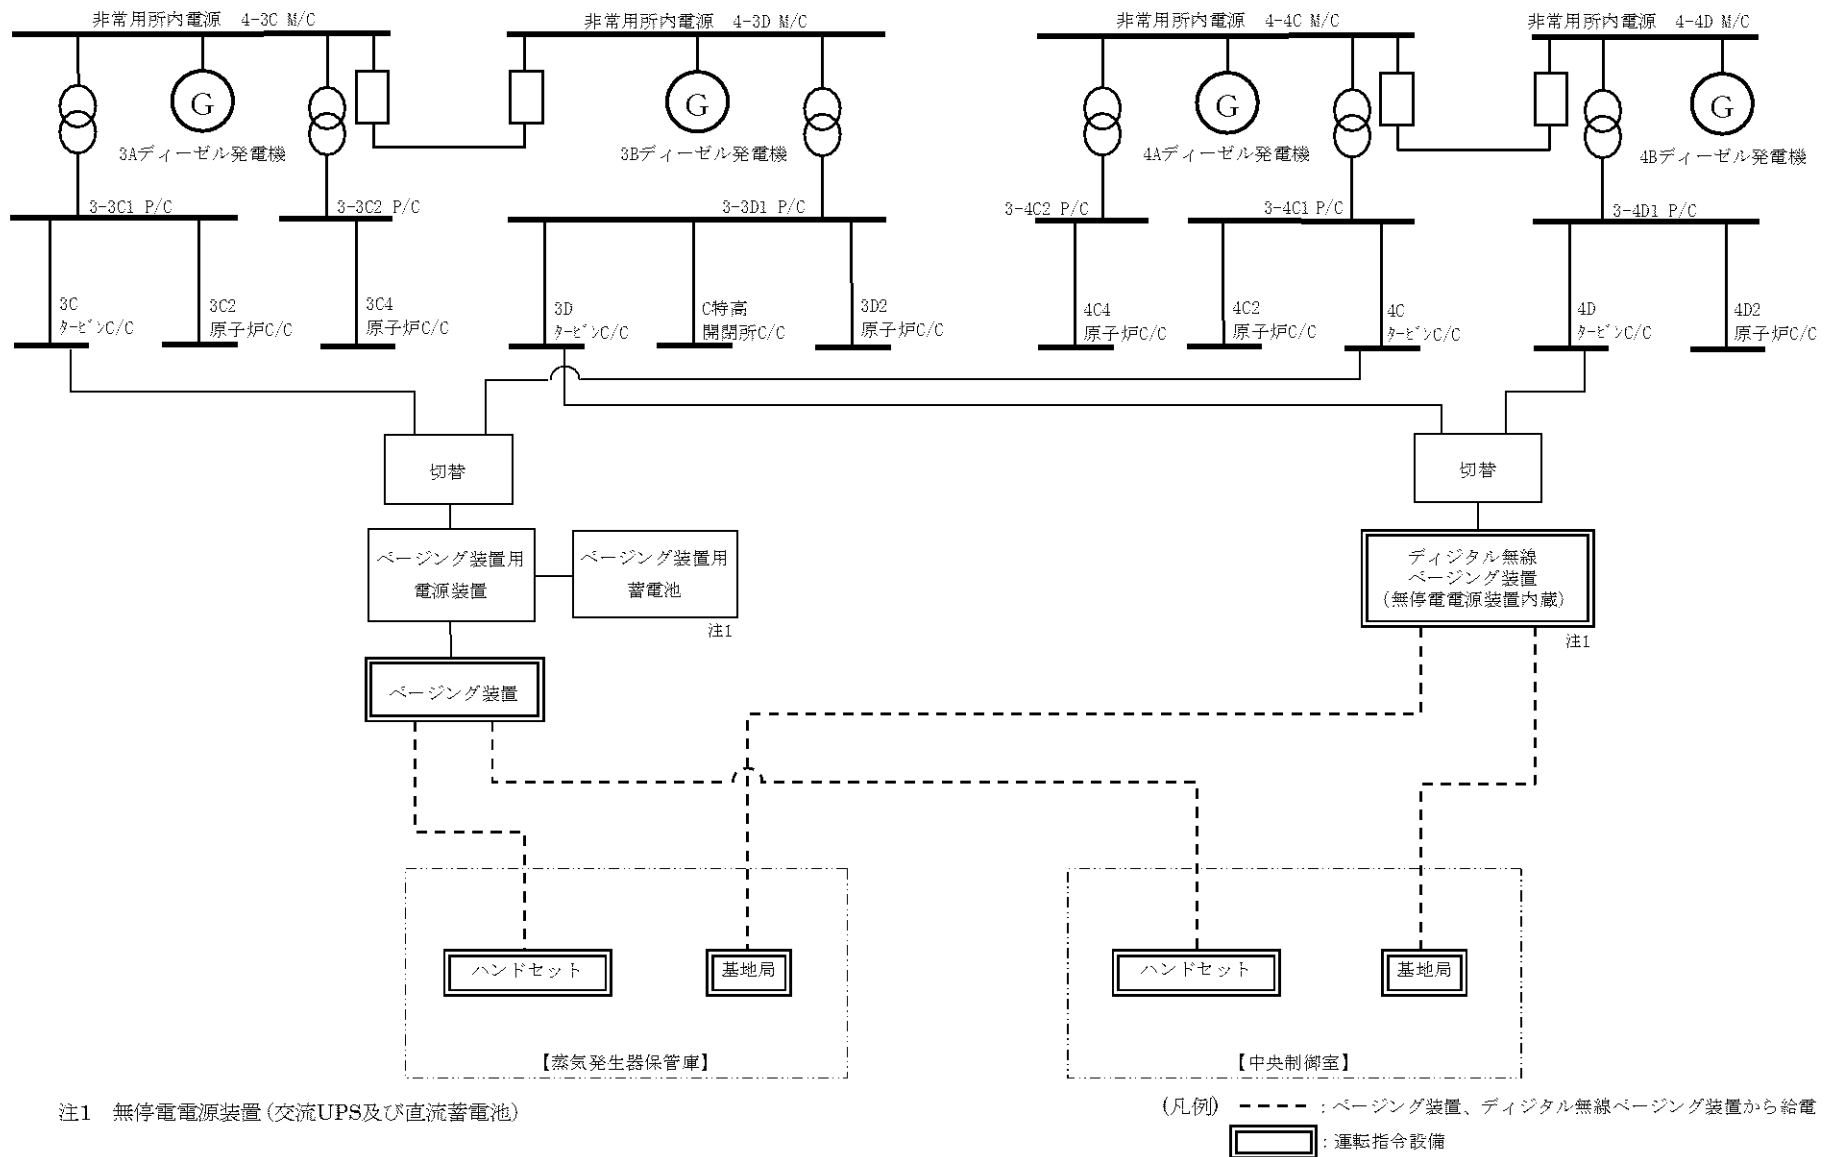 非常用所内電源 4-3C M/C
非常用所内電源 4-3D M/C
非常用所内電源 4-4C M/C
非常用所内電源 4-4D M/C
G
G
G
G
3Aディーゼル発電機
3Bディーゼル発電機
4Aディーゼル発電機
4Bディーゼル発電機
3-3C1 P/C
3-3C2 P/C
3-3D1 P/C
3-4C2 P/C
3-4C1 P/C
3-4D1 P/C
3C
ﾀｰﾋﾞﾝC/C
3C2
原子炉C/C
3C4
原子炉C/C
3D
ﾀｰﾋﾞﾝC/C
C特高
開閉所C/C
3D2
原子炉C/C
4C4
原子炉C/C
4C2
原子炉C/C
4C
ﾀｰﾋﾞﾝC/C
4D
ﾀｰﾋﾞﾝC/C
4D2
原子炉C/C
切替
切替
ページング装置用
電源装置
ページング装置用
蓄電池
注1
ディジタル無線
ページング装置
(無停電電源装置内蔵)
注1
ページング装置
ハンドセット
基地局
【蒸気発生器保管庫】
ハンドセット
基地局
【中央制御室】
注1 無停電電源装置(交流UPS及び直流蓄電池)
(凡例)
：ページング装置、ディジタル無線ページング装置から給電
：運転指令設備